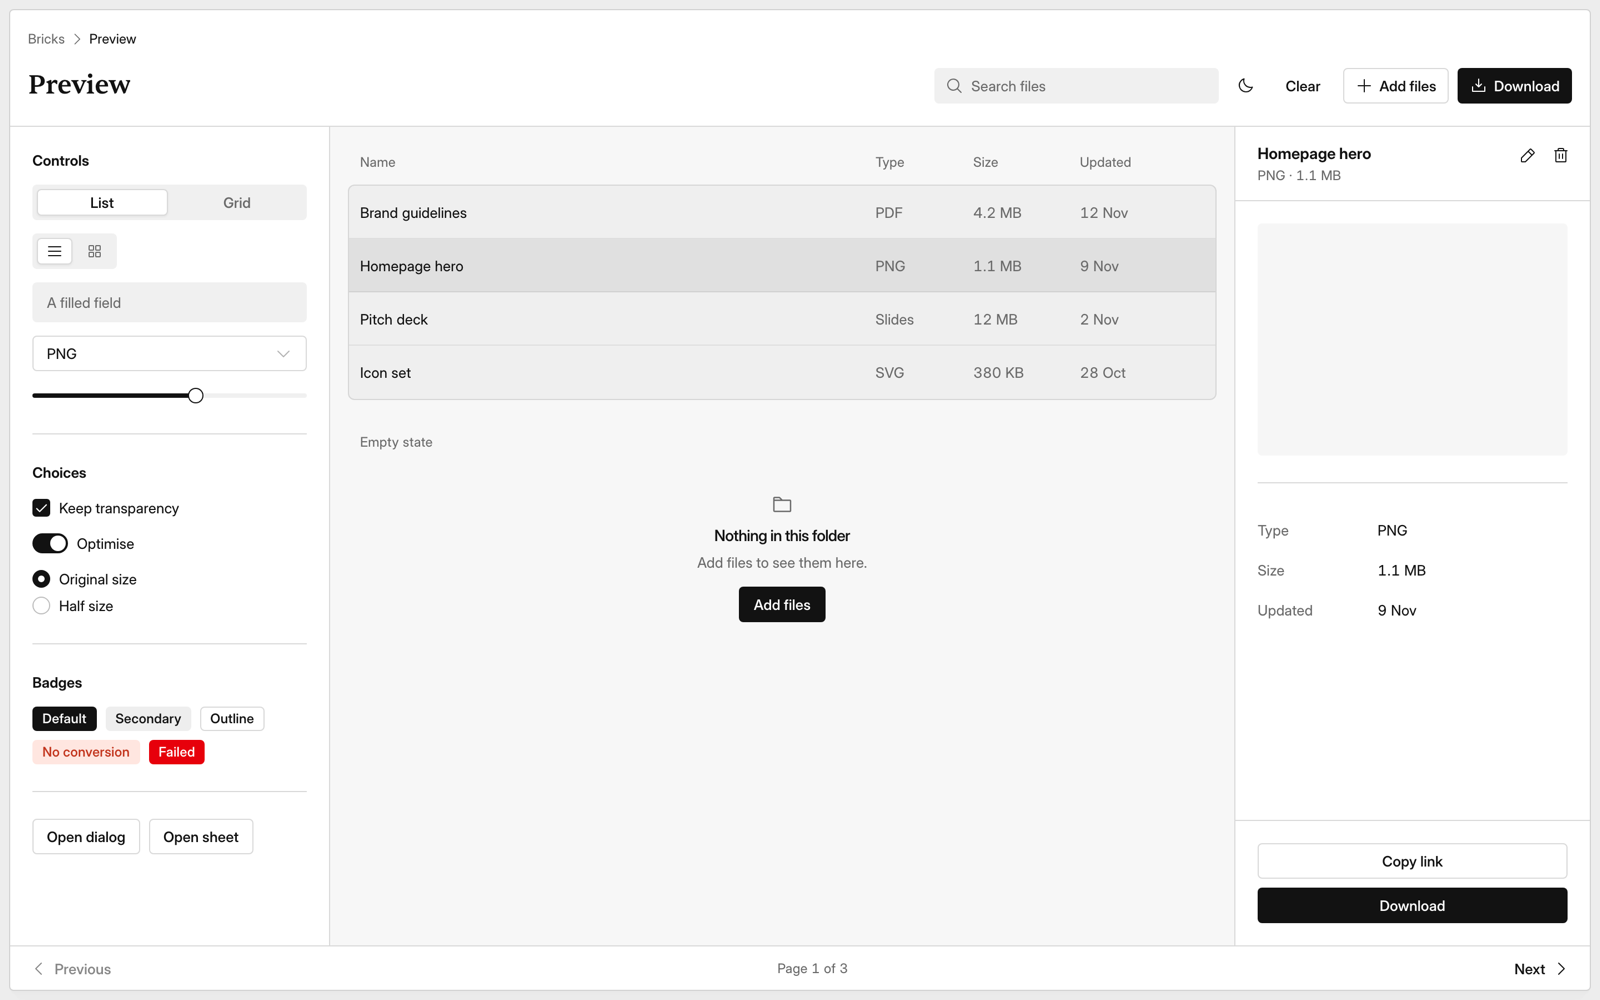 Bricks > Preview
Preview
Search files
Clear
Add files
Download
Controls
List Grid
A filled field
PNG
Choices
Keep transparency
Optimise
Original size
Half size
Badges
Default Secondary Outline
No conversion Failed
Open dialog Open sheet
Name Type Size Updated
Brand guidelines PDF 4.2 MB 12 Nov
Homepage hero PNG 1.1 MB 9 Nov
Pitch deck Slides 12 MB 2 Nov
Icon set SVG 380 KB 28 Oct
Empty state
Nothing in this folder
Add files to see them here.
Add files
Homepage hero
PNG · 1.1 MB
Type PNG
Size 1.1 MB
Updated 9 Nov
Copy link
Download
Previous
Page 1 of 3
Next